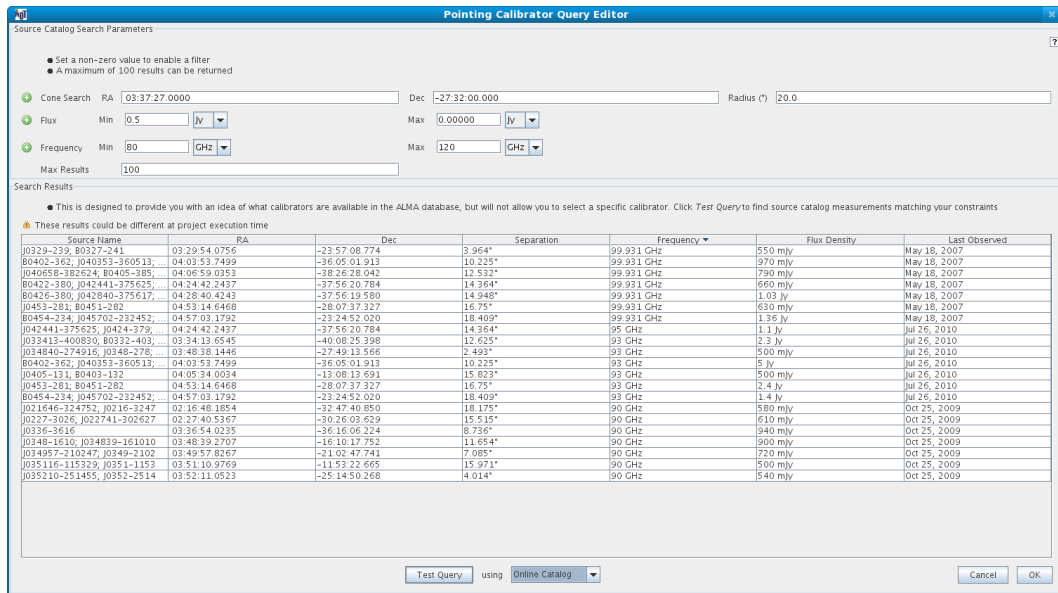 Pointing Calibrator Query Editor
Source Catalog Search Parameters
?
Set a non-zero value to enable a filter
A maximum of 100 results can be returned
Cone Search RA 03:37:27.0000 Dec -27:32:00.000 Radius (°) 20.0
Flux Min 0.5 Jy Max 0.00000 Jy
Frequency Min 80 GHz Max 120 GHz
Max Results 100
Search Results
This is designed to provide you with an idea of what calibrators are available in the ALMA database, but will not allow you to select a specific calibrator. Click Test Query to find source catalog measurements matching your constraints
These results could be different at project execution time
Source Name RA Dec Separation Frequency Flux Density Last Observed
J0329-239; B0327-241 03:29:54.0756 -23:57:08.774 3.964° 99.931 GHz 550 mJy May 18, 2007
B0402-362; J040353-360513; ... 04:03:53.7499 -36:05:01.913 10.225° 99.931 GHz 970 mJy May 18, 2007
J040658-382624; B0405-385; ... 04:06:59.0353 -38:26:28.042 12.532° 99.931 GHz 790 mJy May 18, 2007
B0422-380; J042441-375625; ... 04:24:42.2437 -37:56:20.784 14.364° 99.931 GHz 660 mJy May 18, 2007
B0426-380; J042840-375617; ... 04:28:40.4243 -37:56:19.580 14.948° 99.931 GHz 1.03 Jy May 18, 2007
J0453-281; B0451-282 04:53:14.6468 -28:07:37.327 16.75° 99.931 GHz 630 mJy May 18, 2007
B0454-234; J045702-232452; ... 04:57:03.1792 -23:24:52.020 18.409° 99.931 GHz 1.36 Jy May 18, 2007
J042441-375625; J0424-379; ... 04:24:42.2437 -37:56:20.784 14.364° 95 GHz 1.1 Jy Jul 26, 2010
J033413-400830; B0332-403; ... 03:34:13.6545 -40:08:25.398 12.625° 93 GHz 2.3 Jy Jul 26, 2010
J034840-274916; J0348-278; ... 03:48:38.1446 -27:49:13.566 2.493° 93 GHz 500 mJy Jul 26, 2010
B0402-362; J040353-360513; ... 04:03:53.7499 -36:05:01.913 10.225° 93 GHz 5 Jy Jul 26, 2010
J0405-131; B0403-132 04:05:34.0034 -13:08:13.691 15.823° 93 GHz 500 mJy Jul 26, 2010
J0453-281; B0451-282 04:53:14.6468 -28:07:37.327 16.75° 93 GHz 2.4 Jy Jul 26, 2010
B0454-234; J045702-232452; ... 04:57:03.1792 -23:24:52.020 18.409° 93 GHz 1.4 Jy Jul 26, 2010
J021646-324752; J0216-3247 02:16:48.1854 -32:47:40.850 18.175° 90 GHz 580 mJy Oct 25, 2009
J0227-3026; J022741-302627 02:27:40.5367 -30:26:03.629 15.515° 90 GHz 610 mJy Oct 25, 2009
J0336-3616 03:36:54.0235 -36:16:06.224 8.736° 90 GHz 940 mJy Oct 25, 2009
J0348-1610; J034839-161010 03:48:39.2707 -16:10:17.752 11.654° 90 GHz 900 mJy Oct 25, 2009
J034957-210247; J0349-2102 03:49:57.8267 -21:02:47.741 7.085° 90 GHz 720 mJy Oct 25, 2009
J035116-115329; J0351-1153 03:51:10.9769 -11:53:22.665 15.971° 90 GHz 500 mJy Oct 25, 2009
J035210-251455; J0352-2514 03:52:11.0523 -25:14:50.268 4.014° 90 GHz 540 mJy Oct 25, 2009
Test Query using Online Catalog Cancel OK